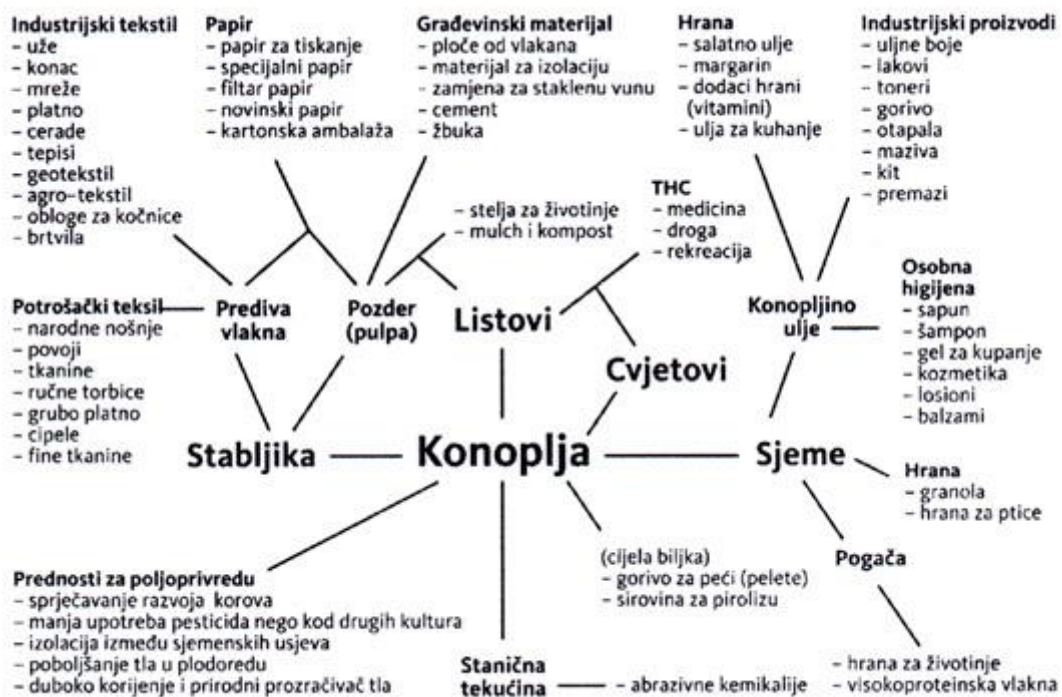 Industrijski tekstil
– uže
– konac
– mreže
– platno
– cerade
– tepisi
– geotekstil
– agro-tekstil
– obloge za kočnice
– brtvila
Papir
– papir za tiskanje
– specijalni papir
– filtar papir
– novinski papir
– kartonska ambalaža
Građevinski materijal
– ploče od vlakana
– materijal za izolaciju
– zamjena za staklenu vunu
– cement
– žbuka
Hrana
– salatno ulje
– margarin
– dodaci hrani
(vitamini)
– ulja za kuhanje
Industrijski proizvodi
– uljne boje
– lakovi
– toneri
– gorivo
– otapala
– maziva
– kit
– premazi
– stelja za životinje
– mulch i kompost
THC
– medicina
– droga
– rekreacija
Potrošački teksil
– narodne nošnje
– povoji
– tkanine
– ručne torbice
– grubo platno
– cipele
– fine tkanine
Prediva
vlakna
Pozder
(pulpa)
Listovi
Cvjetovi
Konopljino
ulje
Osobna
higijena
– sapun
– šampon
– gel za kupanje
– kozmetika
– losioni
– balzami
Stabljika
Konoplja
Sjeme
Hrana
– granola
– hrana za ptice
Prednosti za poljoprivredu
– sprječavanje razvoja korova
– manja upotreba pesticida nego kod drugih kultura
– izolacija između sjemenskih usjeva
– poboljšanje tla u plodoredu
– duboko korijenje i prirodni prozračivač tla
Stanična
tekućina
– abrazivne kemikalije
(cijela biljka)
– gorivo za peći (pelete)
– sirovina za pirolizu
Pogača
– hrana za životinje
– visokoproteinska vlakna